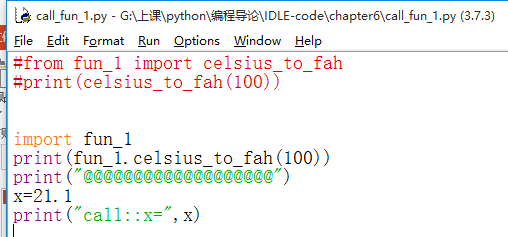 call_fun_1.py - G:\上课\python\编程导论\IDLE-code\chapter6\call_fun_1.py (3.7.3)
File Edit Format Run Options Window Help
#from fun_1 import celsius_to_fah
#print(celsius_to_fah(100))
import fun_1
print(fun_1.celsius_to_fah(100))
print("@@@@@@@@@@@@@@@@@@@")
x=21.1
print("call::x=",x)